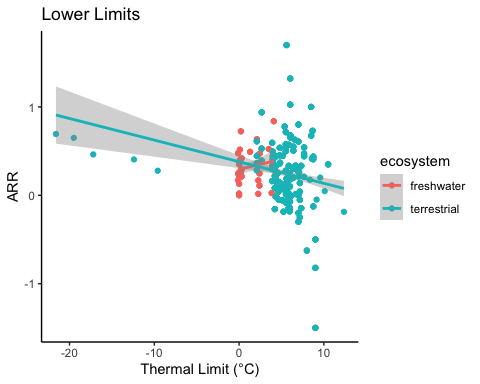 Lower Limits
ARR
1
0
-1
-20
-10
0
10
Thermal Limit (°C)
ecosystem
freshwater
terrestrial